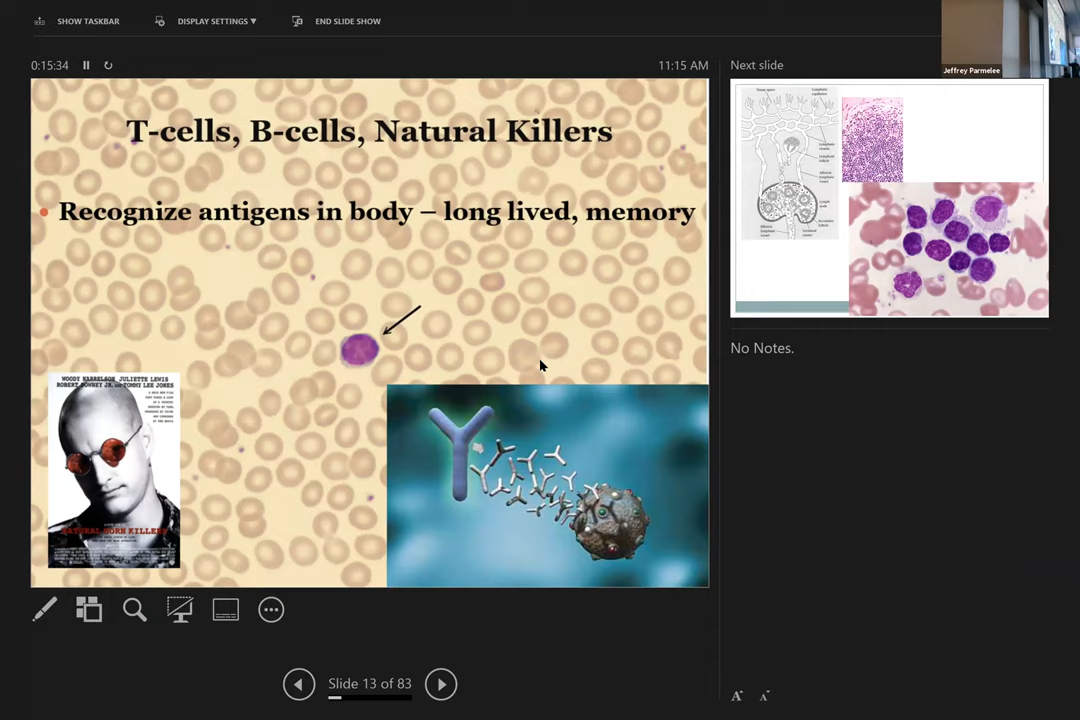 SHOW TASKBAR
DISPLAY SETTINGS ▼
END SLIDE SHOW
Jeffrey Parmelee
0:15:34
11:15 AM
Next slide
T-cells, B-cells, Natural Killers
• Recognize antigens in body – long lived, memory
WOODY HARRELSON, JULIETTE LEWIS
ROBERT DOWNEY JR. AND TOMMY LEE JONES
NATURAL BORN KILLERS
No Notes.
Slide 13 of 83